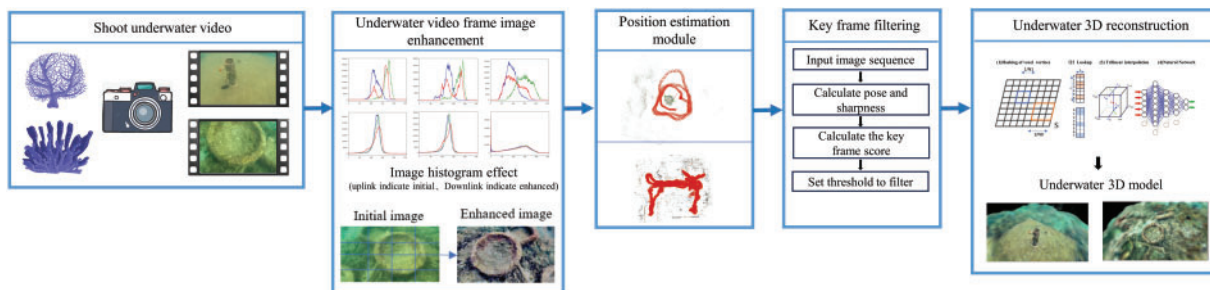 Shoot underwater video
Underwater video frame image
enhancement
Image histogram effect
(uplink indicate initial、Downlink indicate enhanced)
Initial image
Enhanced image
Position estimation
module
Key frame filtering
Input image sequence
Calculate pose and
sharpness
Calculate the key
frame score
Set threshold to filter
Underwater 3D reconstruction
Underwater 3D model